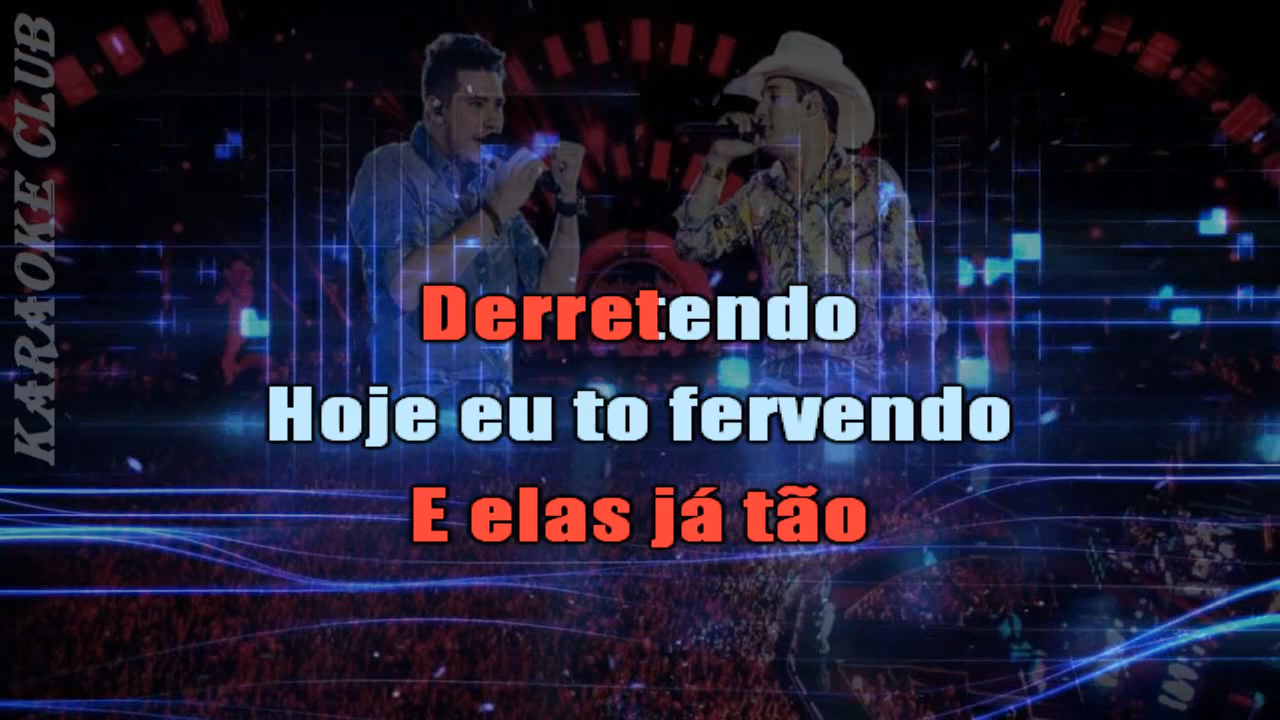 KARAOKE CLUB
Derretendo
Hoje eu to fervendo
E elas já tão